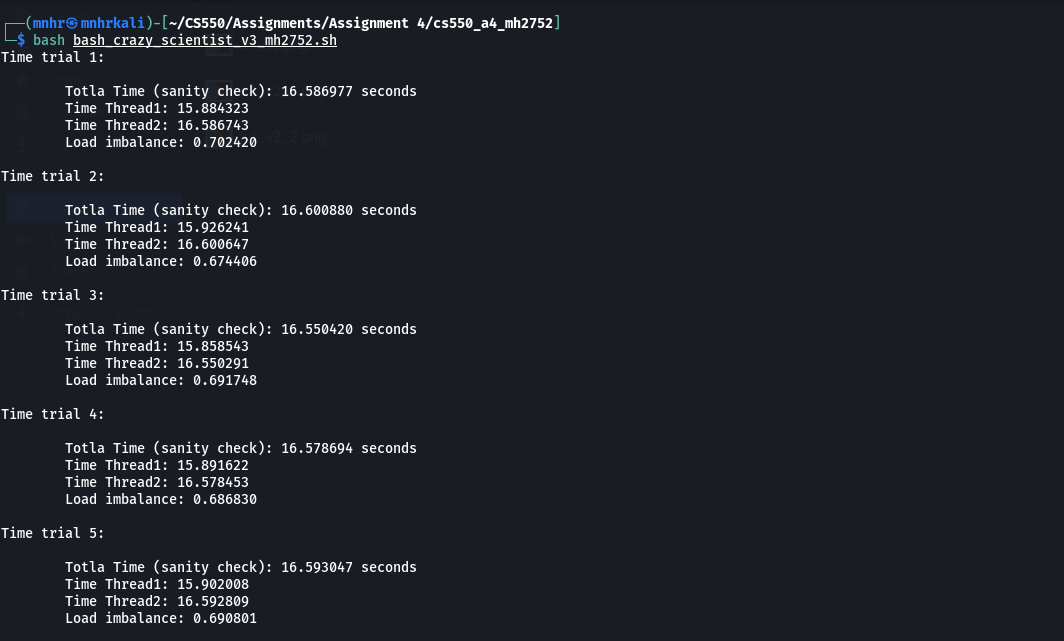 (mnhr㉿mnhrkali)-[~/CS550/Assignments/Assignment 4/cs550_a4_mh2752]
$ bash bash_crazy_scientist_v3_mh2752.sh
Time trial 1:
Totla Time (sanity check): 16.586977 seconds
Time Thread1: 15.884323
Time Thread2: 16.586743
Load imbalance: 0.702420
Time trial 2:
Totla Time (sanity check): 16.600880 seconds
Time Thread1: 15.926241
Time Thread2: 16.600647
Load imbalance: 0.674406
Time trial 3:
Totla Time (sanity check): 16.550420 seconds
Time Thread1: 15.858543
Time Thread2: 16.550291
Load imbalance: 0.691748
Time trial 4:
Totla Time (sanity check): 16.578694 seconds
Time Thread1: 15.891622
Time Thread2: 16.578453
Load imbalance: 0.686830
Time trial 5:
Totla Time (sanity check): 16.593047 seconds
Time Thread1: 15.902008
Time Thread2: 16.592809
Load imbalance: 0.690801